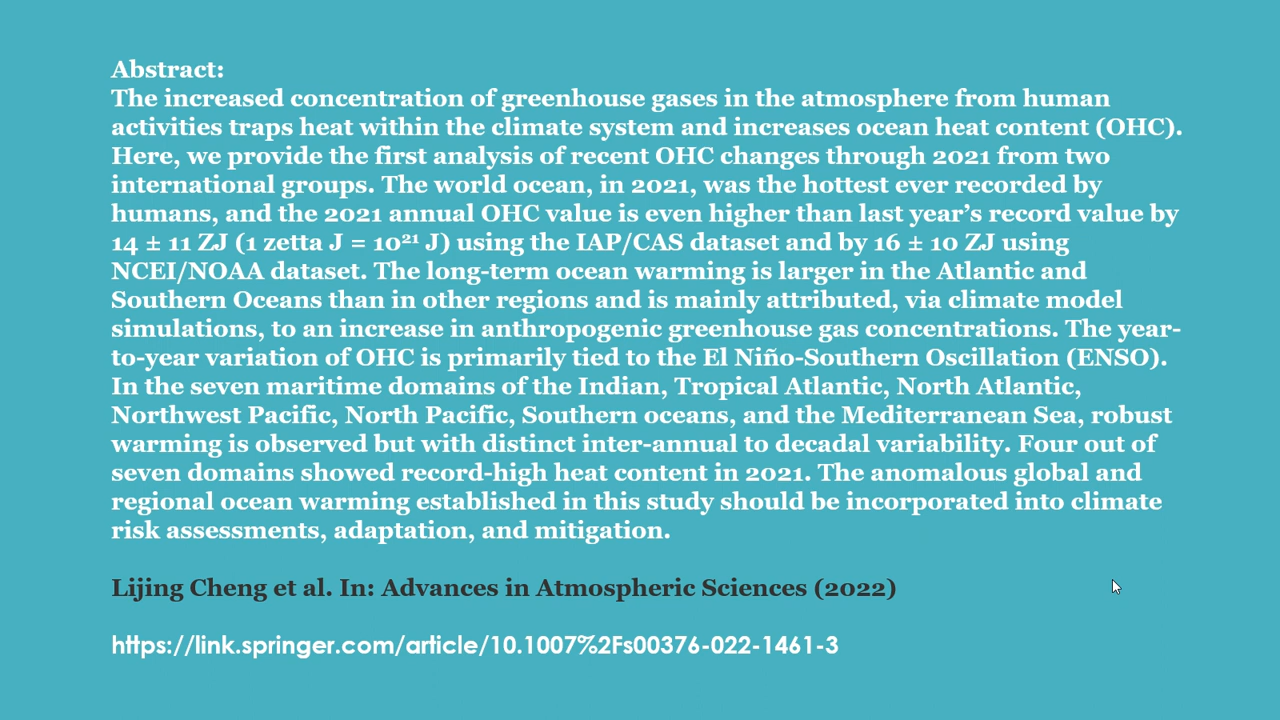 Abstract:
The increased concentration of greenhouse gases in the atmosphere from human
activities traps heat within the climate system and increases ocean heat content (OHC).
Here, we provide the first analysis of recent OHC changes through 2021 from two
international groups. The world ocean, in 2021, was the hottest ever recorded by
humans, and the 2021 annual OHC value is even higher than last year’s record value by
14 ± 11 ZJ (1 zetta J = 10²¹ J) using the IAP/CAS dataset and by 16 ± 10 ZJ using
NCEI/NOAA dataset. The long-term ocean warming is larger in the Atlantic and
Southern Oceans than in other regions and is mainly attributed, via climate model
simulations, to an increase in anthropogenic greenhouse gas concentrations. The year-
to-year variation of OHC is primarily tied to the El Niño-Southern Oscillation (ENSO).
In the seven maritime domains of the Indian, Tropical Atlantic, North Atlantic,
Northwest Pacific, North Pacific, Southern oceans, and the Mediterranean Sea, robust
warming is observed but with distinct inter-annual to decadal variability. Four out of
seven domains showed record-high heat content in 2021. The anomalous global and
regional ocean warming established in this study should be incorporated into climate
risk assessments, adaptation, and mitigation.
Lijing Cheng et al. In: Advances in Atmospheric Sciences (2022)
https://link.springer.com/article/10.1007%2Fs00376-022-1461-3